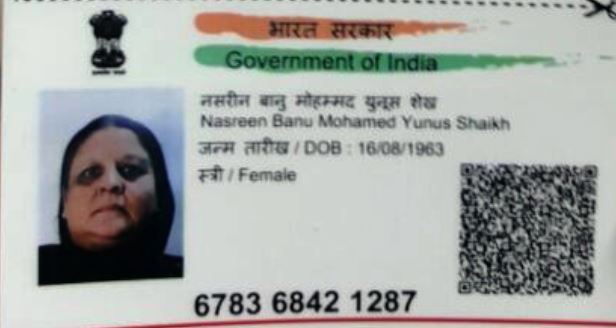 भारत सरकार
Government of India
नसरीन बानु मोहम्मद युनूस शेख
Nasreen Banu Mohamed Yunus Shaikh
जन्म तारीख / DOB : 16/08/1963
स्त्री / Female
6783 6842 1287